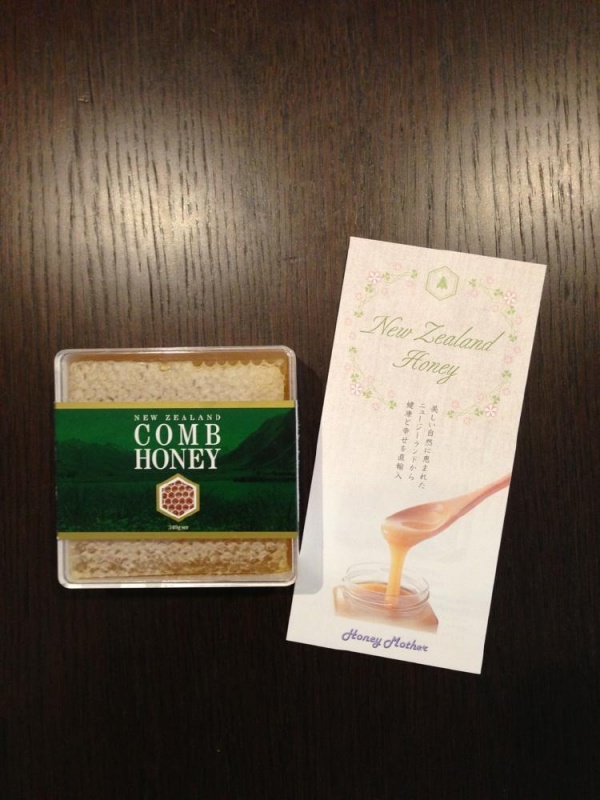 NEW ZEALAND
COMB
HONEY
340g net
New Zealand
Honey
美しい自然に恵まれた
ニュージーランドから
健康と幸せを直輸入
Honey Mother